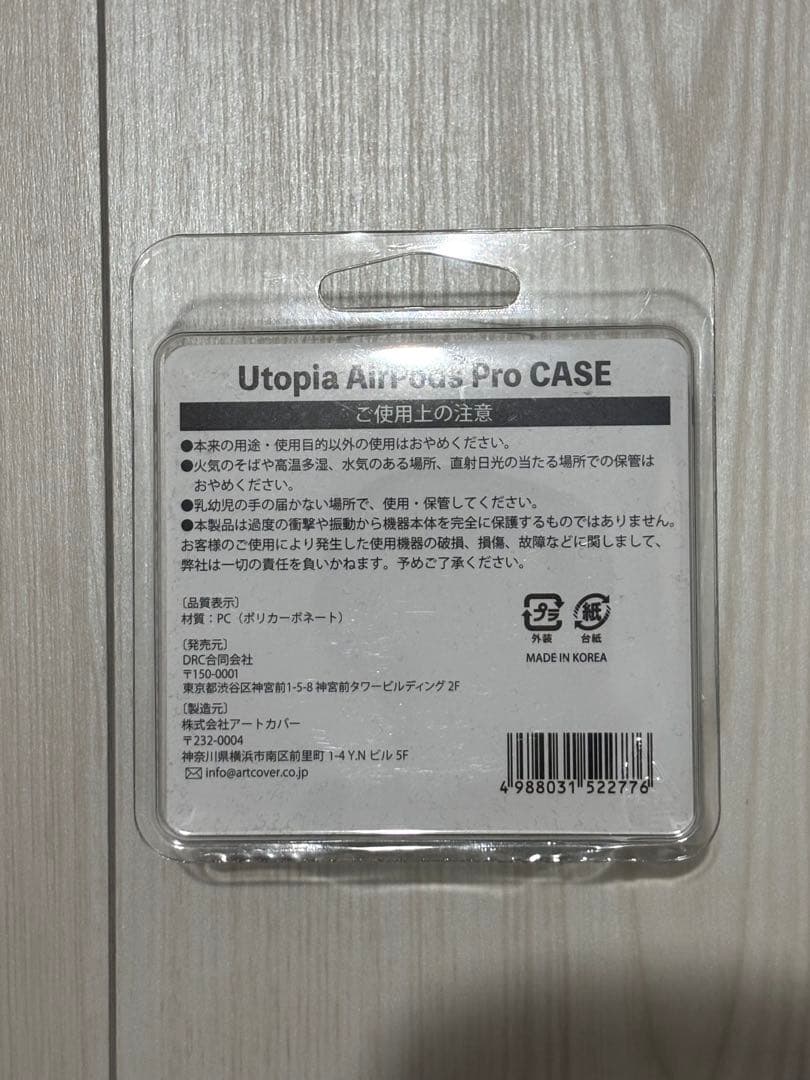 Utopia AirPods Pro CASE
ご使用上の注意
●本来の用途・使用目的以外の使用はおやめください。
●火気のそばや高温多湿、水気のある場所、直射日光の当たる場所での保管は
おやめください。
●乳幼児の手の届かない場所で、使用・保管してください。
●本製品は過度の衝撃や振動から機器本体を完全に保護するものではありません。
お客様のご使用により発生した使用機器の破損、損傷、故障などに関しまして、
弊社は一切の責任を負いかねます。予めご了承ください。
〔品質表示〕
材質：PC（ポリカーボネート）
〔発売元〕
DRC合同会社
〒150-0001
東京都渋谷区神宮前1-5-8 神宮前タワービルディング 2F
〔製造元〕
株式会社アートカバー
〒232-0004
神奈川県横浜市南区前里町 1-4 Y.N ビル 5F
info@artcover.co.jp
プラ 紙
外装 台紙
MADE IN KOREA
4 988031 522776